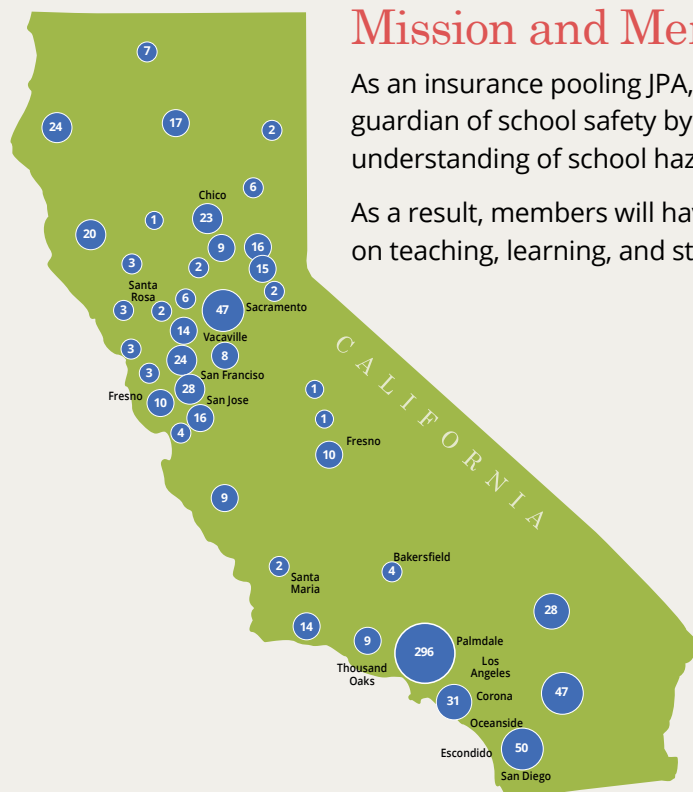 Mission and Mer
As an insurance pooling JPA,
guardian of school safety by
understanding of school haz
As a result, members will hav
on teaching, learning, and st
7
24
17
2
6
Chico
1
23
20
9
16
3
2
15
Santa
Rosa
2
6
3
2
47
Sacramento
14
Vacaville
3
24
8
San Franciso
3
28
1
Fresno
10
San Jose
16
1
4
Fresno
10
CALIFORNIA
9
Bakersfield
2
4
Santa
Maria
28
14
9
296
Palmdale
Thousand
Oaks
Los
Angeles
47
31
Corona
Oceanside
50
Escondido
San Diego